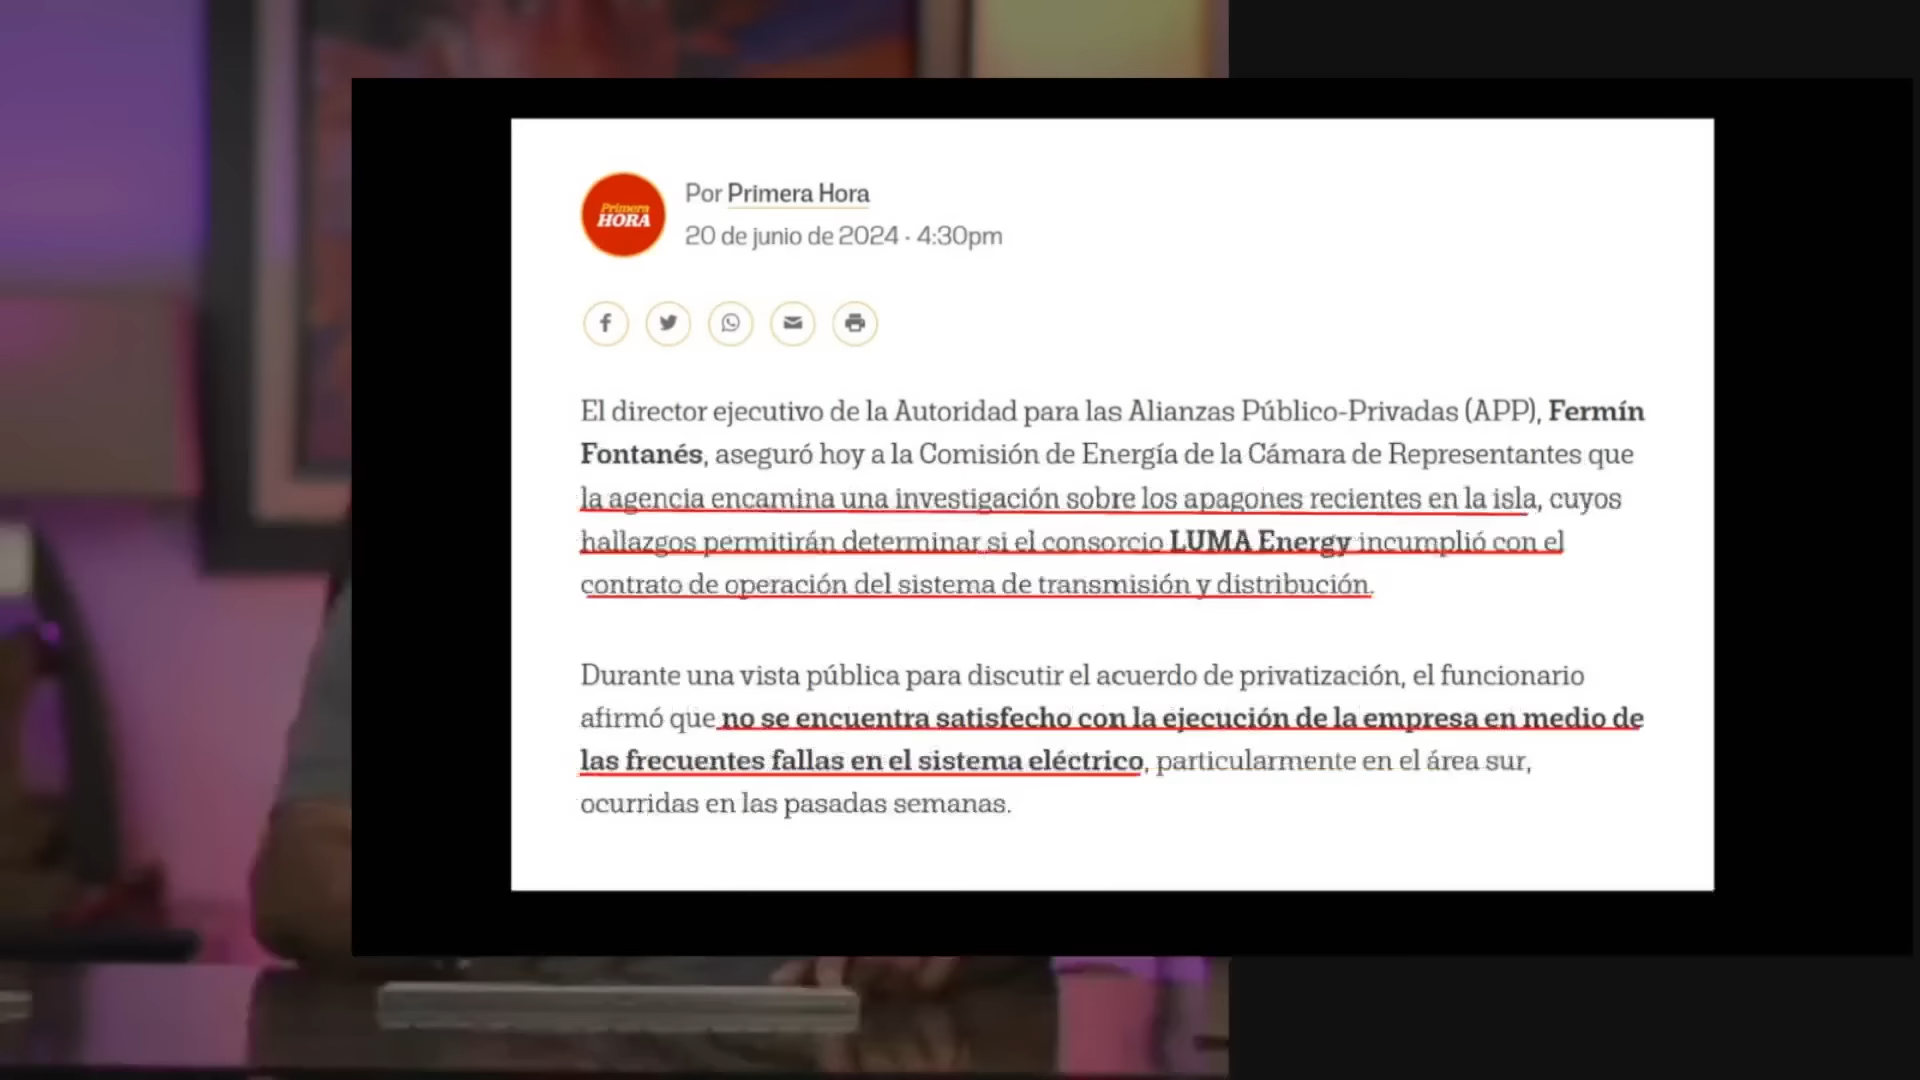 Primera
HORA
Por Primera Hora
20 de junio de 2024 · 4:30pm
El director ejecutivo de la Autoridad para las Alianzas Público-Privadas (APP), Fermín
Fontanés, aseguró hoy a la Comisión de Energía de la Cámara de Representantes que
la agencia encamina una investigación sobre los apagones recientes en la isla, cuyos
hallazgos permitirán determinar si el consorcio LUMA Energy incumplió con el
contrato de operación del sistema de transmisión y distribución.
Durante una vista pública para discutir el acuerdo de privatización, el funcionario
afirmó que no se encuentra satisfecho con la ejecución de la empresa en medio de
las frecuentes fallas en el sistema eléctrico, particularmente en el área sur,
ocurridas en las pasadas semanas.